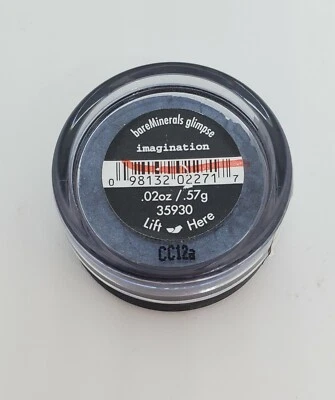 bareMinerals glimpse
imagination
0 98132 02271 7
.02oz / .57g
35930
Lift Here
CC12a